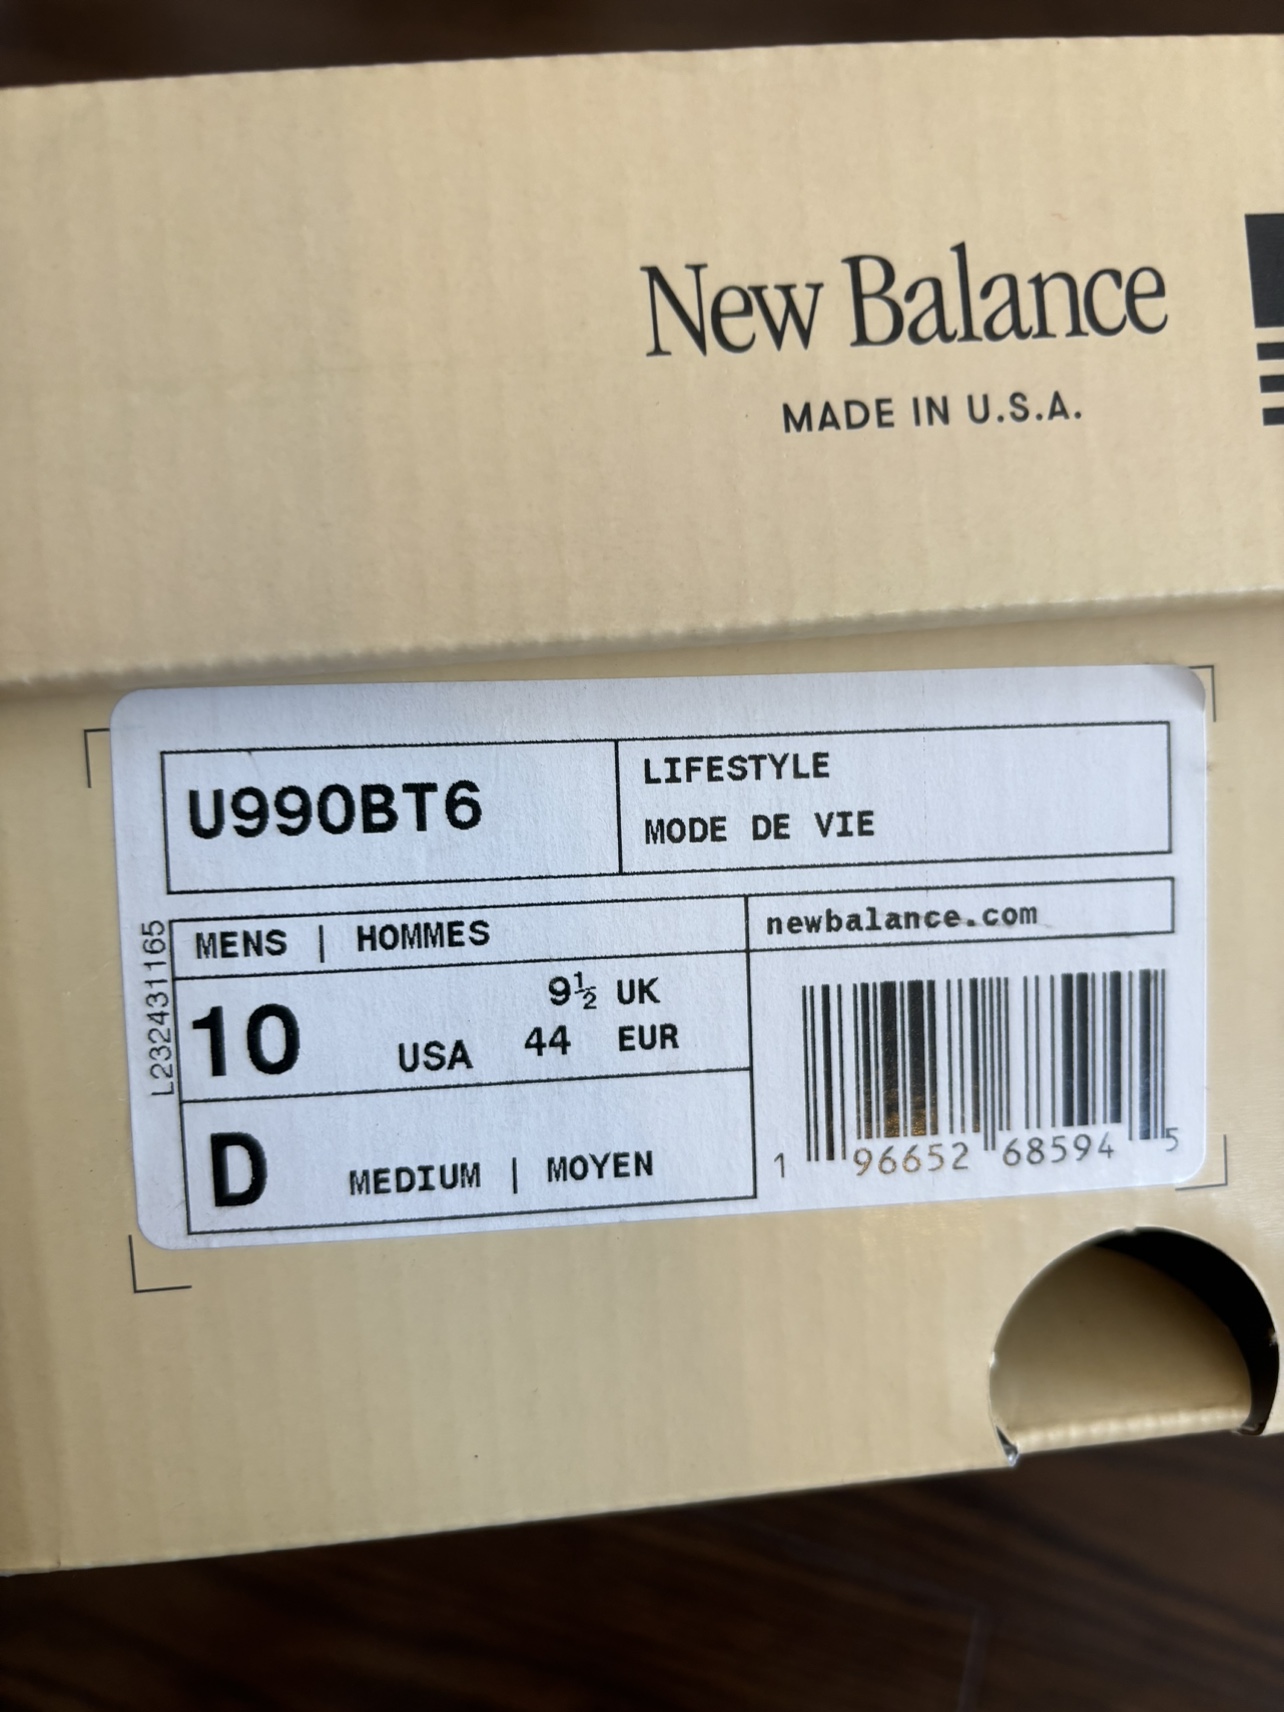 New Balance
MADE IN U.S.A.
U990BT6
LIFESTYLE
MODE DE VIE
L232431165
MENS | HOMMES
newbalance.com
10 USA
9½ UK
44 EUR
D MEDIUM | MOYEN
1 96652 68594 5